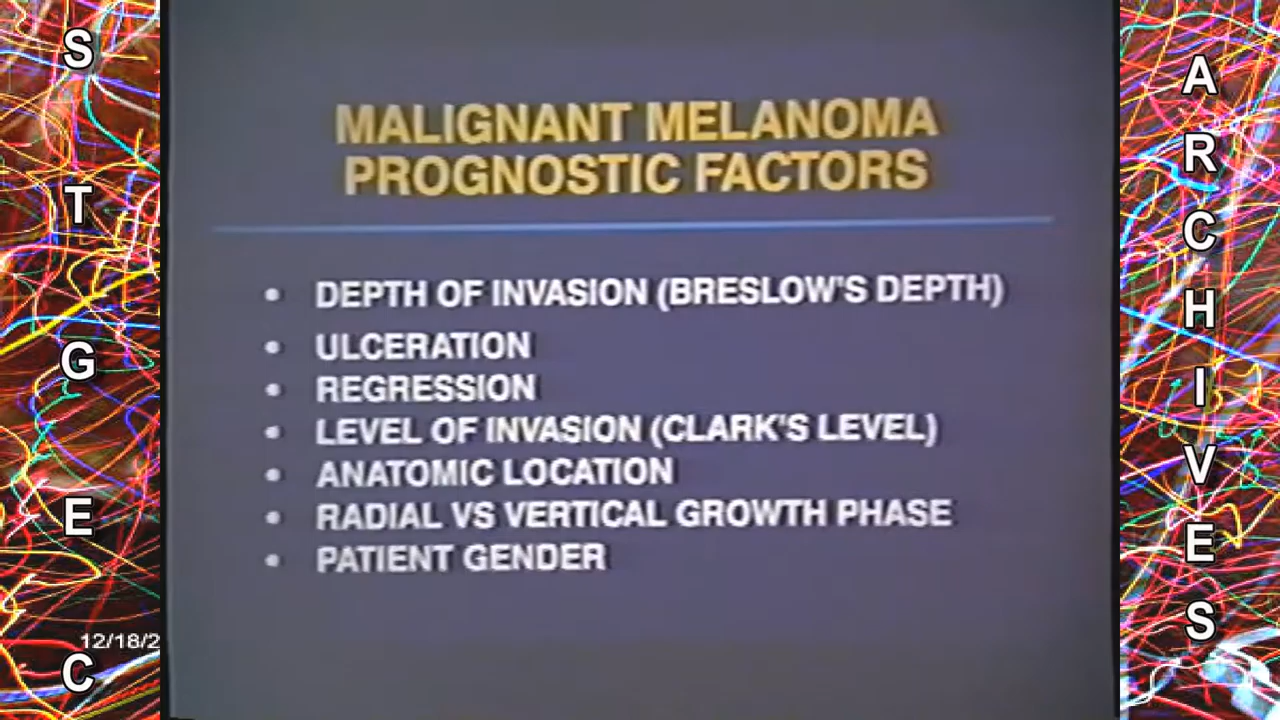 STGEC
MALIGNANT MELANOMA
PROGNOSTIC FACTORS
• DEPTH OF INVASION (BRESLOW'S DEPTH)
• ULCERATION
• REGRESSION
• LEVEL OF INVASION (CLARK'S LEVEL)
• ANATOMIC LOCATION
• RADIAL VS VERTICAL GROWTH PHASE
• PATIENT GENDER
12/18/2
ARCHIVES